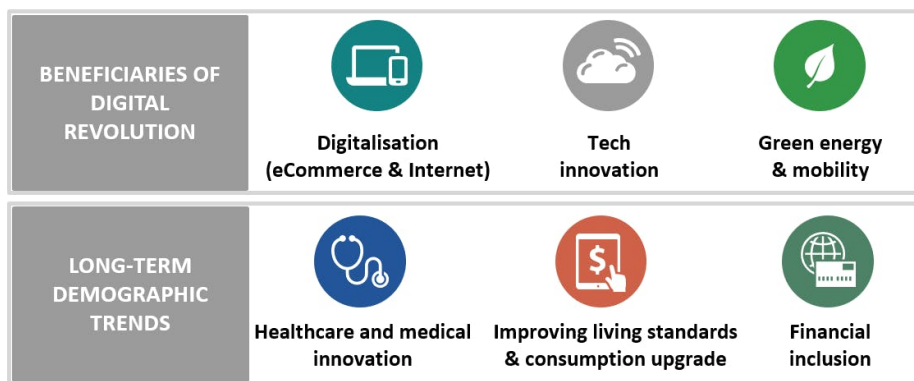 BENEFICIARIES OF
DIGITAL
REVOLUTION
Digitalisation
(eCommerce & Internet)
Tech
innovation
Green energy
& mobility
LONG-TERM
DEMOGRAPHIC
TRENDS
Healthcare and medical
innovation
$
Improving living standards
& consumption upgrade
Financial
inclusion